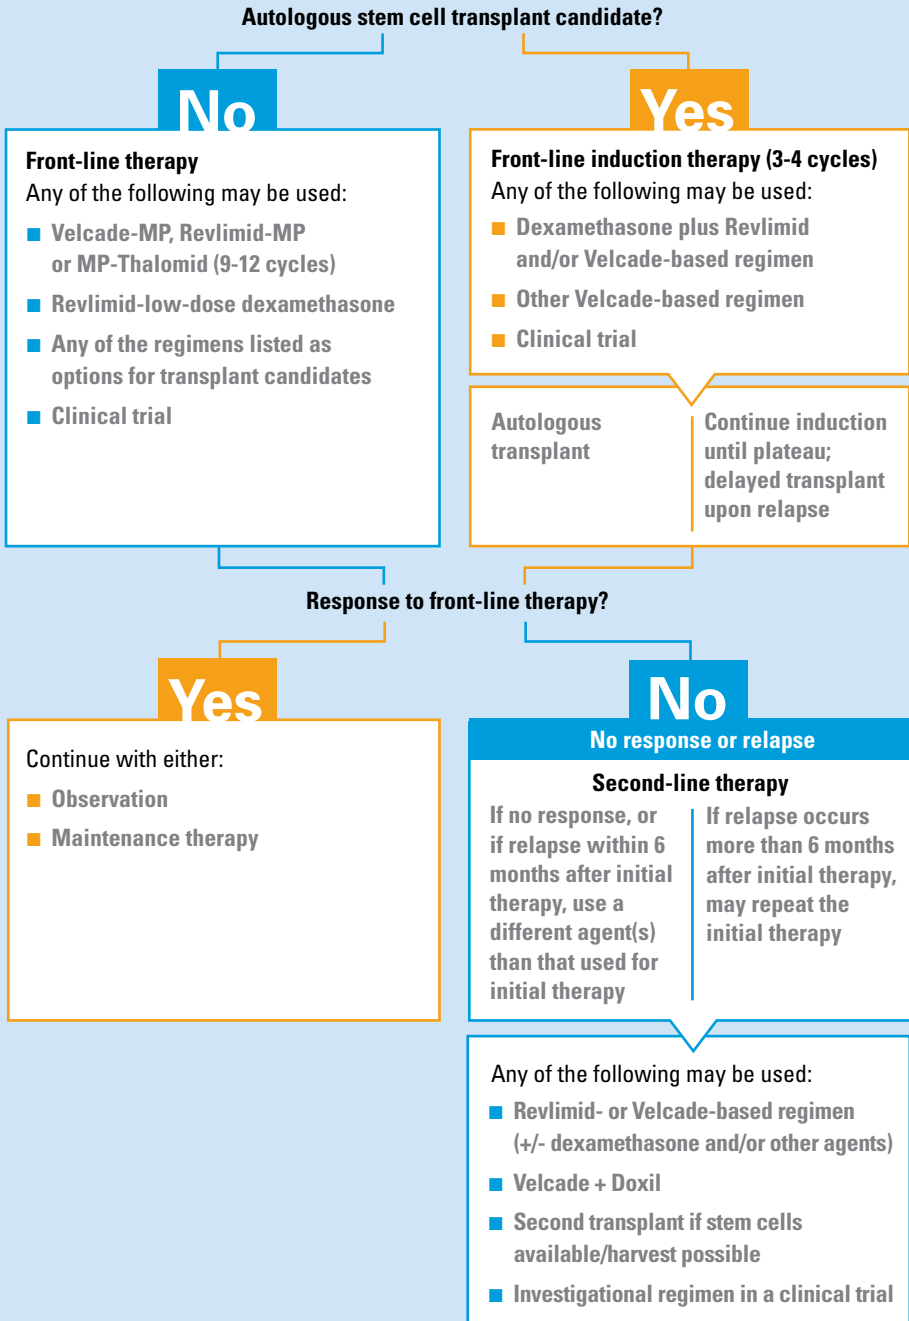 Autologous stem cell transplant candidate?
No
Front-line therapy
Any of the following may be used:
■ Velcade-MP, Revlimid-MP
or MP-Thalomid (9-12 cycles)
■ Revlimid-low-dose dexamethasone
■ Any of the regimens listed as
options for transplant candidates
■ Clinical trial
Yes
Front-line induction therapy (3-4 cycles)
Any of the following may be used:
■ Dexamethasone plus Revlimid
and/or Velcade-based regimen
■ Other Velcade-based regimen
■ Clinical trial
Autologous
transplant
Continue induction
until plateau;
delayed transplant
upon relapse
Response to front-line therapy?
Yes
Continue with either:
■ Observation
■ Maintenance therapy
No
No response or relapse
Second-line therapy
If no response, or
if relapse within 6
months after initial
therapy, use a
different agent(s)
than that used for
initial therapy
If relapse occurs
more than 6 months
after initial therapy,
may repeat the
initial therapy
Any of the following may be used:
■ Revlimid- or Velcade-based regimen
(+/- dexamethasone and/or other agents)
■ Velcade + Doxil
■ Second transplant if stem cells
available/harvest possible
■ Investigational regimen in a clinical trial